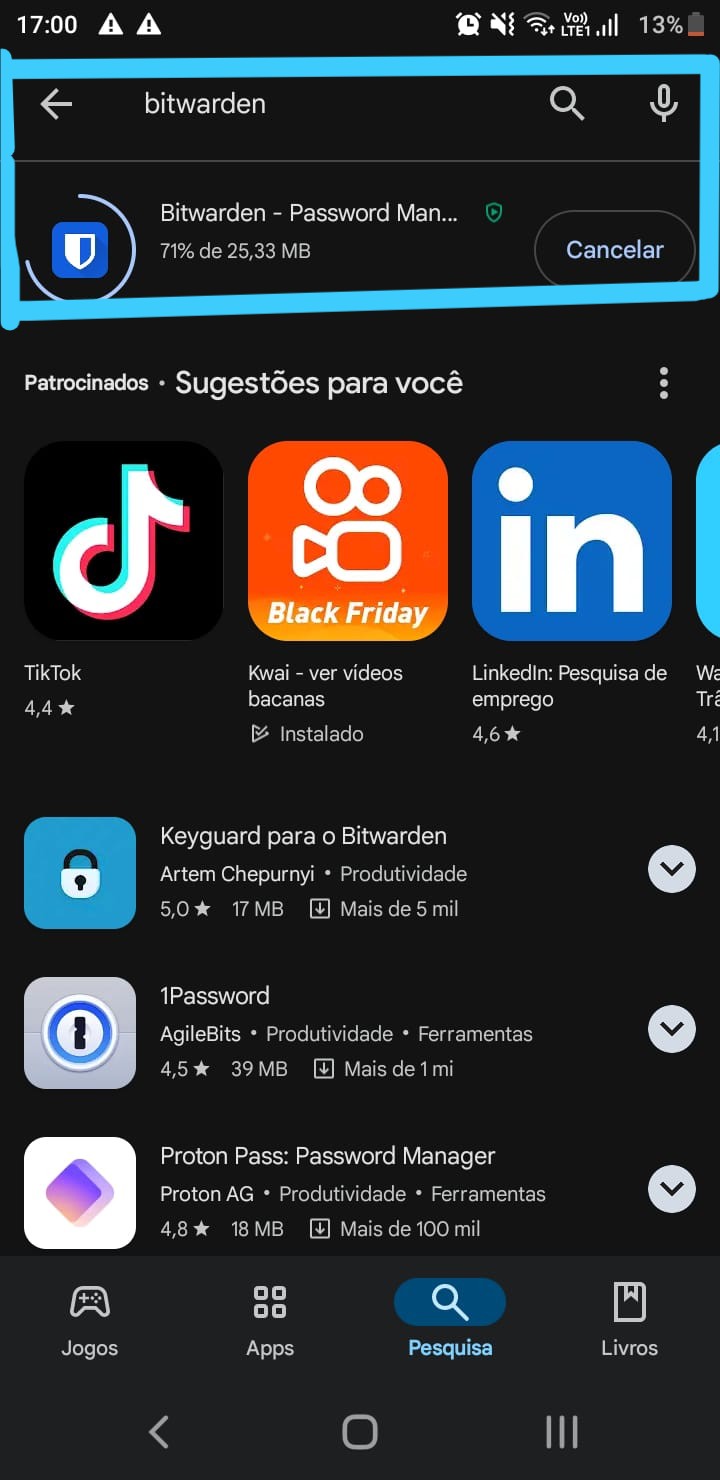 17:00 Vo)) LTE1 13%
bitwarden
Bitwarden - Password Man...
71% de 25,33 MB
Cancelar
Patrocinados • Sugestões para você
Black Friday
in
TikTok
4,4 ★
Kwai - ver vídeos
bacanas
Instalado
LinkedIn: Pesquisa de
emprego
4,6 ★
Wa
Trâ
4,1
Keyguard para o Bitwarden
Artem Chepurnyi • Produtividade
5,0 ★ 17 MB Mais de 5 mil
1Password
AgileBits • Produtividade • Ferramentas
4,5 ★ 39 MB Mais de 1 mi
Proton Pass: Password Manager
Proton AG • Produtividade • Ferramentas
4,8 ★ 18 MB Mais de 100 mil
Jogos
Apps
Pesquisa
Livros